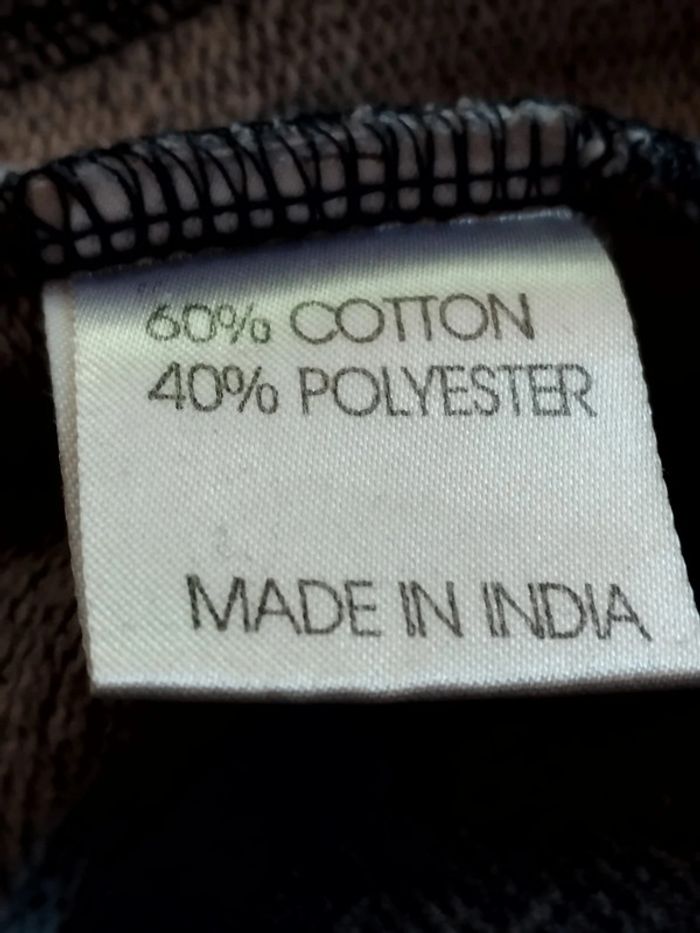 60% COTTON
40% POLYESTER
MADE IN INDIA